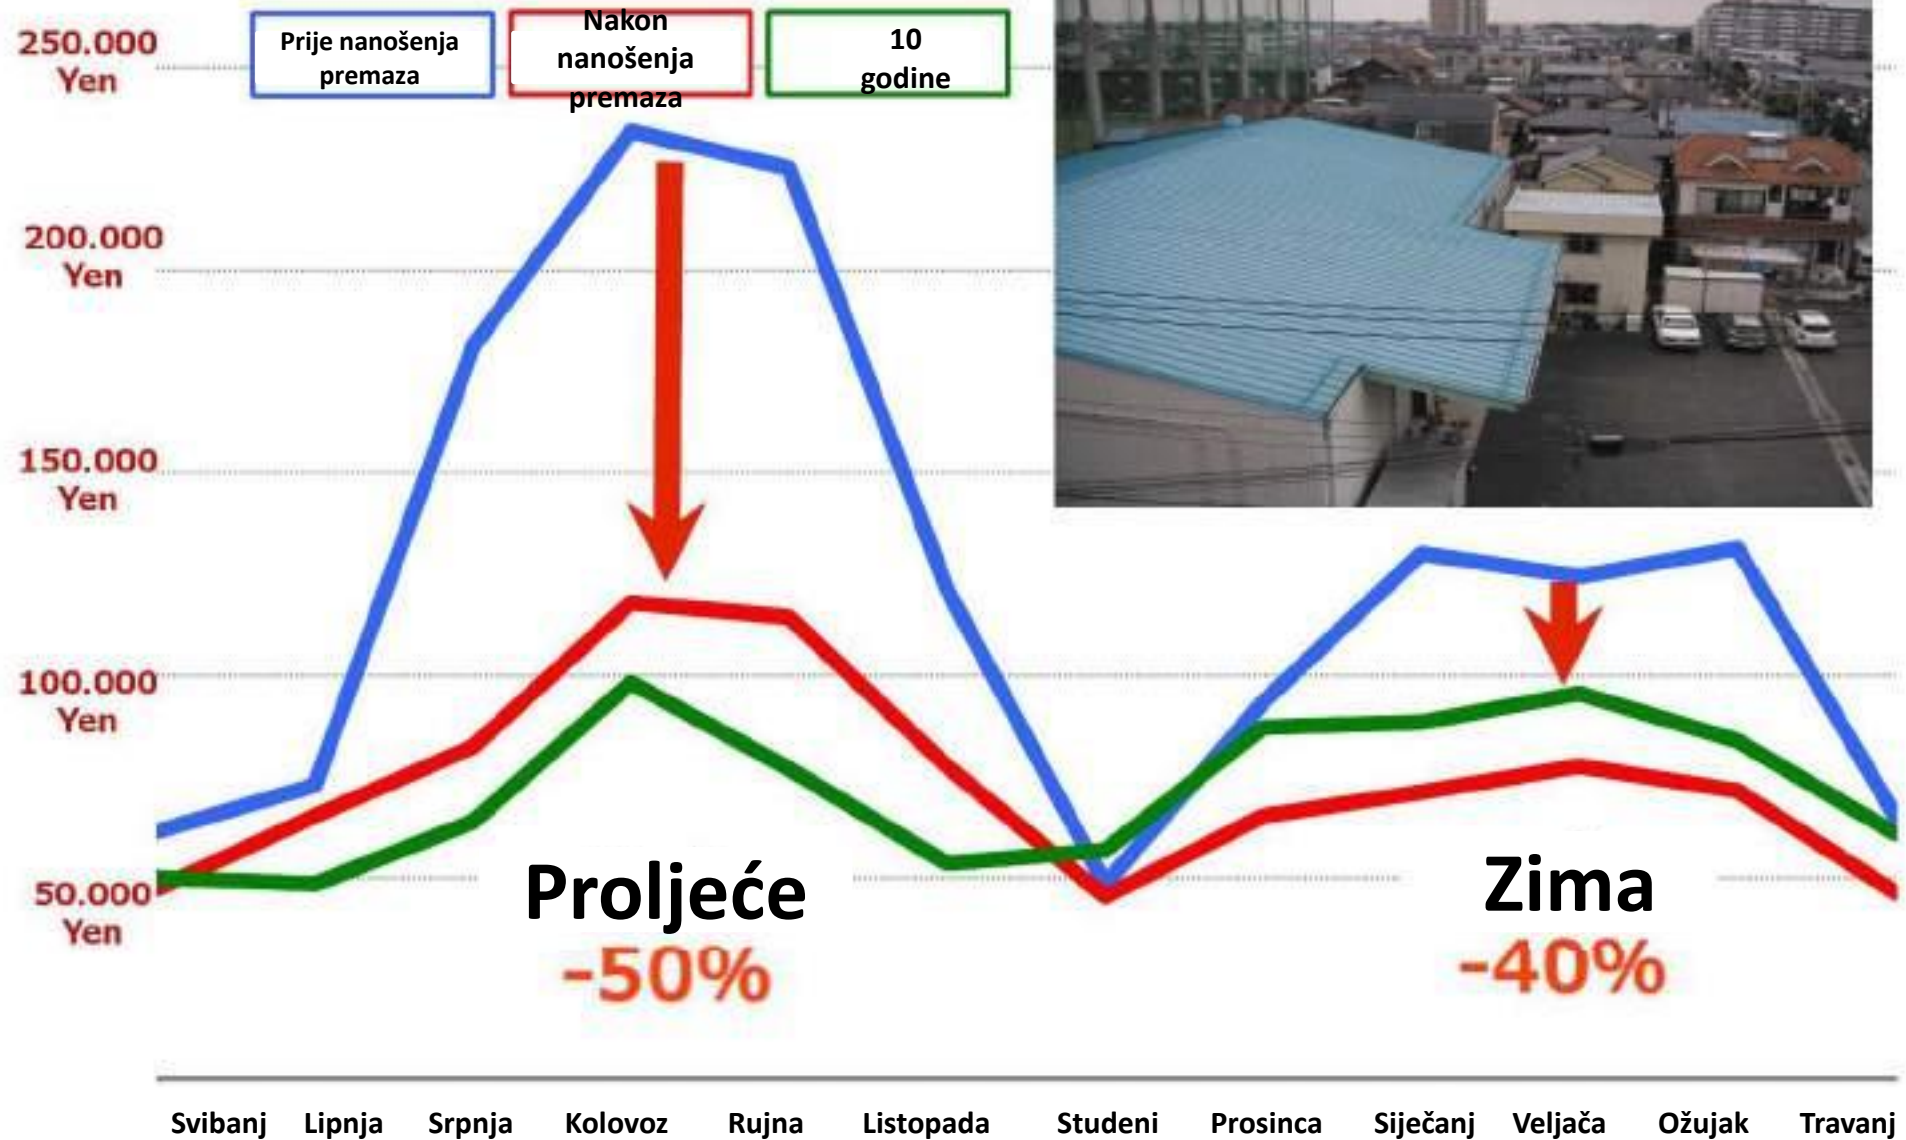 250.000
Yen
Prije nanošenja
premaza
Nakon
nanošenja
premaza
10
godine
200.000
Yen
150.000
Yen
100.000
Yen
50.000
Yen
Proljeće
-50%
Zima
-40%
Svibanj Lipnja Srpnja Kolovoz Rujna Listopada Studeni Prosinca Siječanj Veljača Ožujak Travanj